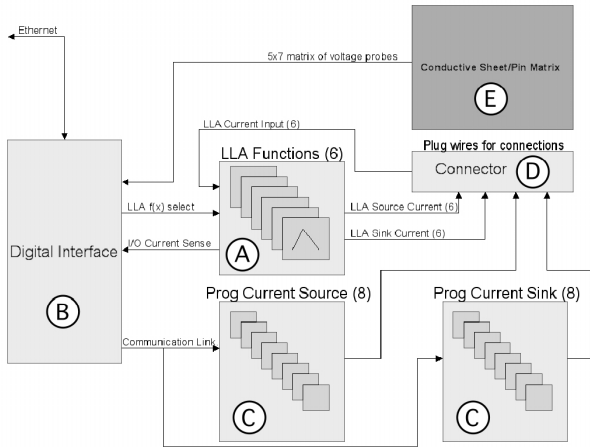 Ethernet
5x7 matrix of voltage probes
Conductive Sheet/Pin Matrix
E
LLA Current Input (6)
Plug wires for connections
LLA Functions (6)
Connector
D
LLA f(x) select
LLA Source Current (6)
Digital Interface
I/O Current Sense
A
LLA Sink Current (6)
B
Prog Current Source (8)
Prog Current Sink (8)
Communication Link
C
C